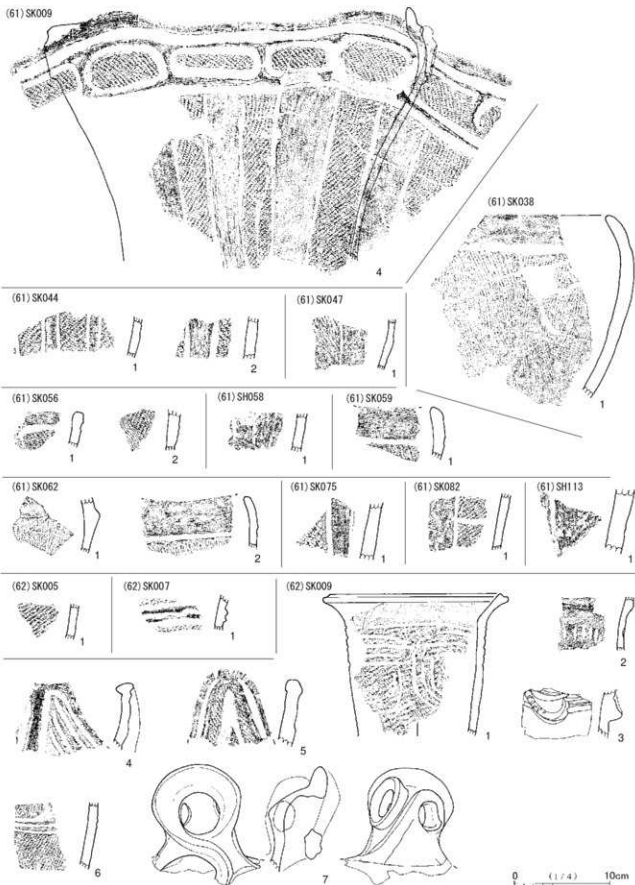 (61) SK009
4
(61) SK038
1
(61) SK044
1
2
(61) SK047
1
(61) SK056
1
2
(61) SH058
1
(61) SK059
1
(61) SK062
1
2
(61) SK075
1
(61) SK082
1
(61) SH113
1
(62) SK005
1
(62) SK007
1
(62) SK009
1
2
3
4
5
6
7
0 (1/4) 10cm